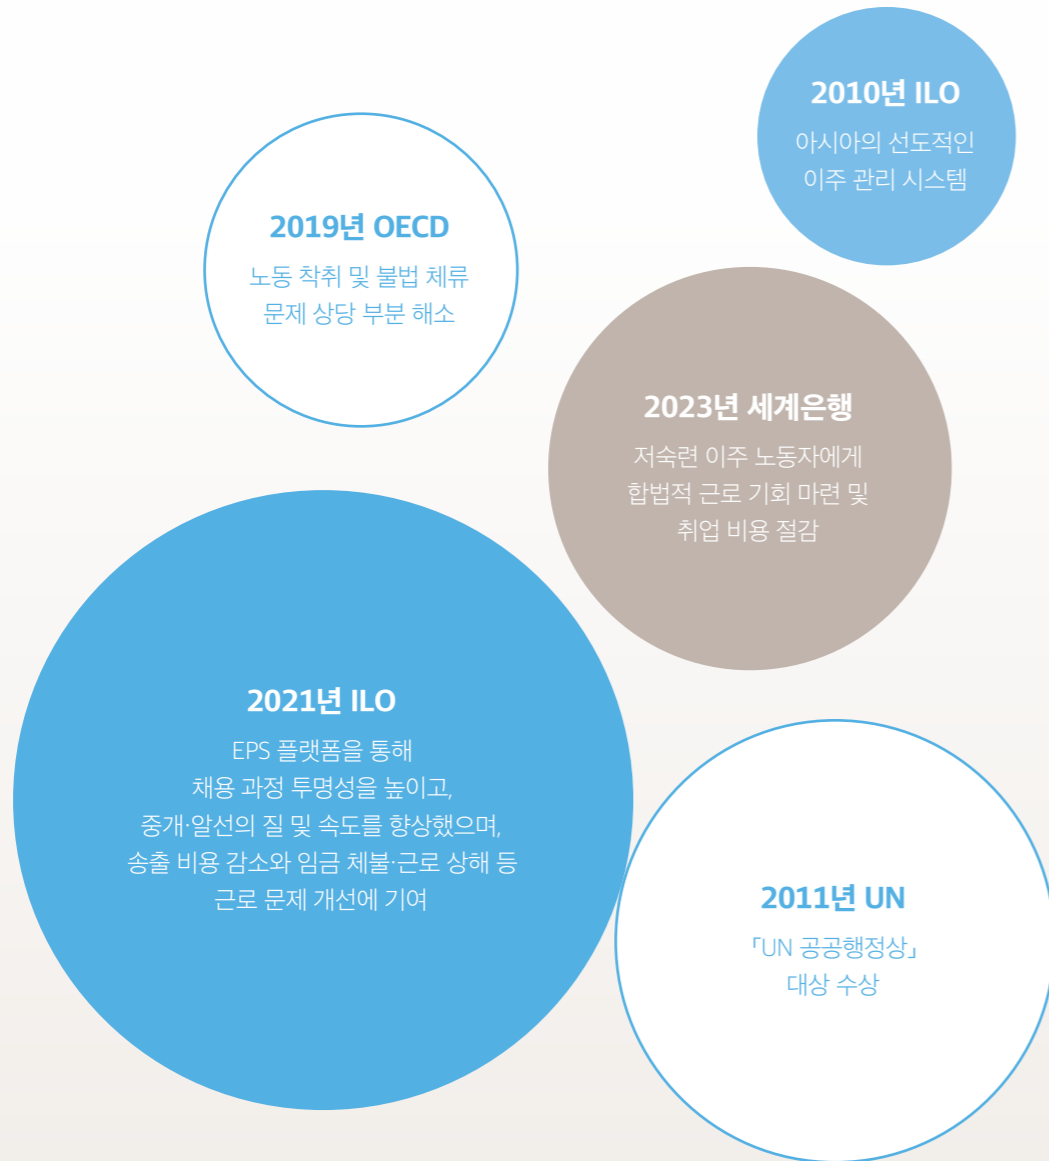 2010년 ILO
아시아의 선도적인
이주 관리 시스템
2019년 OECD
노동 착취 및 불법 체류
문제 상당 부분 해소
2023년 세계은행
저숙련 이주 노동자에게
합법적 근로 기회 마련 및
취업 비용 절감
2021년 ILO
EPS 플랫폼을 통해
채용 과정 투명성을 높이고,
중개·알선의 질 및 속도를 향상했으며,
송출 비용 감소와 임금 체불·근로 상해 등
근로 문제 개선에 기여
2011년 UN
「UN 공공행정상」
대상 수상